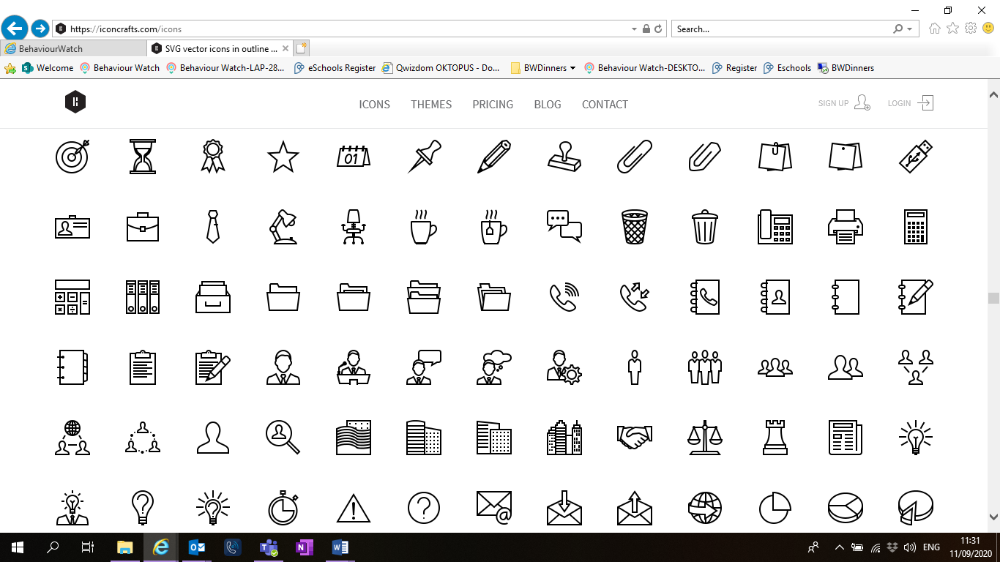 https://iconcrafts.com/icons
Search...
BehaviourWatch
SVG vector icons in outline ...
Welcome
Behaviour Watch
Behaviour Watch-LAP-28...
eSchools Register
Qwizdom OKTOPUS - Do...
BWDinners
Behaviour Watch-DESKTO...
Register
Eschools
BWDinners
ICONS
THEMES
PRICING
BLOG
CONTACT
SIGN UP
LOGIN
01
ENG
11:31
11/09/2020